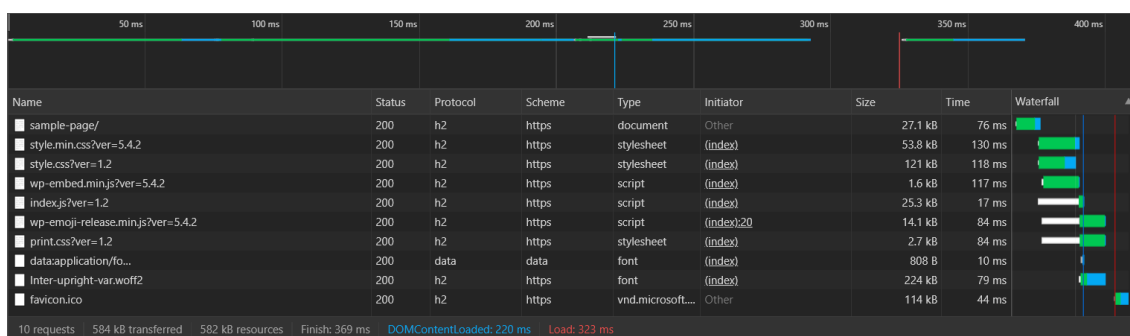 50 ms 100 ms 150 ms 200 ms 250 ms 300 ms 350 ms 400 ms
Name Status Protocol Scheme Type Initiator Size Time Waterfall
sample-page/ 200 h2 https document Other 27.1 kB 76 ms
style.min.css?ver=5.4.2 200 h2 https stylesheet (index) 53.8 kB 130 ms
style.css?ver=1.2 200 h2 https stylesheet (index) 121 kB 118 ms
wp-embed.min.js?ver=5.4.2 200 h2 https script (index) 1.6 kB 117 ms
index.js?ver=1.2 200 h2 https script (index) 25.3 kB 17 ms
wp-emoji-release.min.js?ver=5.4.2 200 h2 https script (index):20 14.1 kB 84 ms
print.css?ver=1.2 200 h2 https stylesheet (index) 2.7 kB 84 ms
data:application/fo... 200 data data font (index) 808 B 10 ms
Inter-upright-var.woff2 200 h2 https font (index) 224 kB 79 ms
favicon.ico 200 h2 https vnd.microsoft.... Other 114 kB 44 ms
10 requests 584 kB transferred 582 kB resources Finish: 369 ms DOMContentLoaded: 220 ms Load: 323 ms